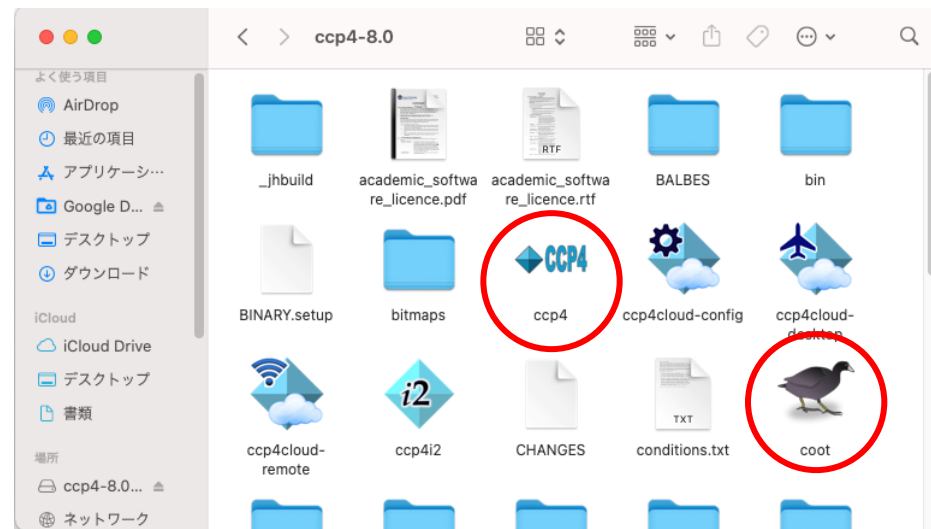 ccp4-8.0
よく使う項目
AirDrop
最近の項目
アプリケーシ…
Google D...
デスクトップ
ダウンロード
iCloud
iCloud Drive
デスクトップ
書類
場所
ccp4-8.0...
ネットワーク
RTF
_jhbuild
academic_softwa
re_licence.pdf
academic_softwa
re_licence.rtf
BALBES
bin
CCP4
BINARY.setup
bitmaps
ccp4
ccp4cloud-config
ccp4cloud-
desktop
i2
TXT
ccp4cloud-
remote
ccp4i2
CHANGES
conditions.txt
coot